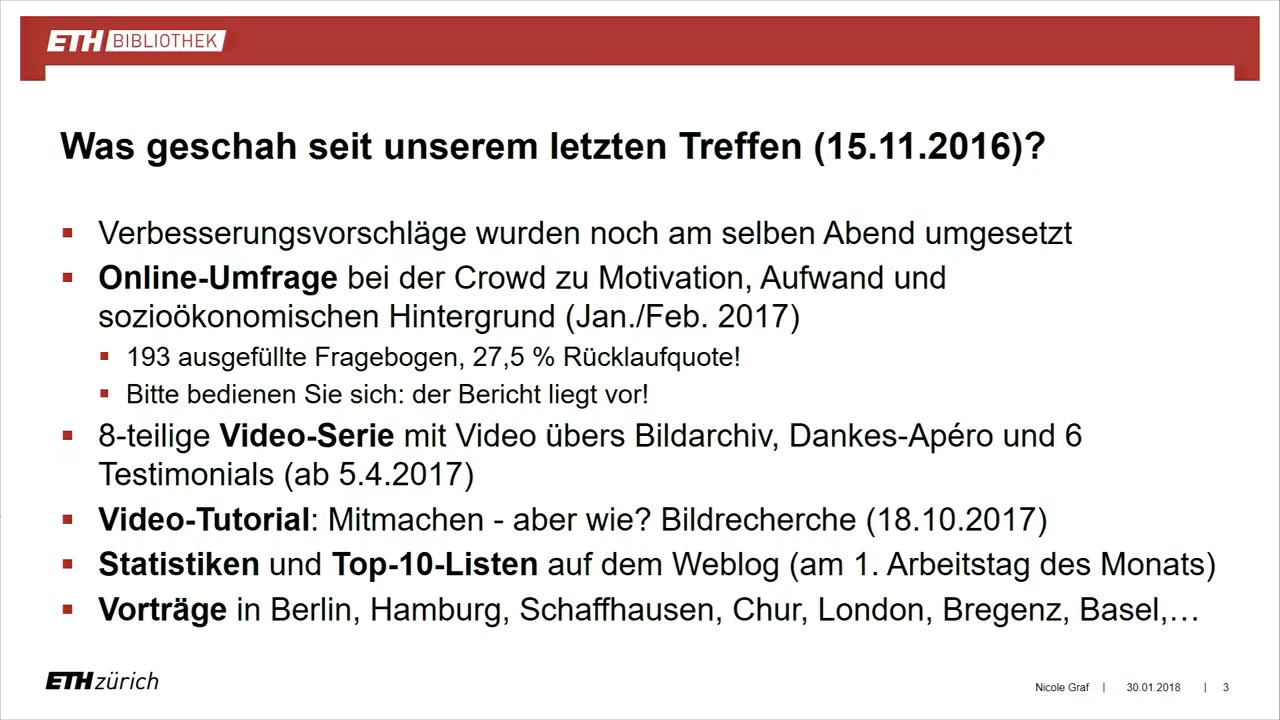 ETH BIBLIOTHEK
Was geschah seit unserem letzten Treffen (15.11.2016)?
▪ Verbesserungsvorschläge wurden noch am selben Abend umgesetzt
▪ Online-Umfrage bei der Crowd zu Motivation, Aufwand und
sozioökonomischen Hintergrund (Jan./Feb. 2017)
▪ 193 ausgefüllte Fragebogen, 27,5 % Rücklaufquote!
▪ Bitte bedienen Sie sich: der Bericht liegt vor!
▪ 8-teilige Video-Serie mit Video übers Bildarchiv, Dankes-Apéro und 6
Testimonials (ab 5.4.2017)
▪ Video-Tutorial: Mitmachen - aber wie? Bildrecherche (18.10.2017)
▪ Statistiken und Top-10-Listen auf dem Weblog (am 1. Arbeitstag des Monats)
▪ Vorträge in Berlin, Hamburg, Schaffhausen, Chur, London, Bregenz, Basel,…
ETH zürich
Nicole Graf | 30.01.2018 | 3